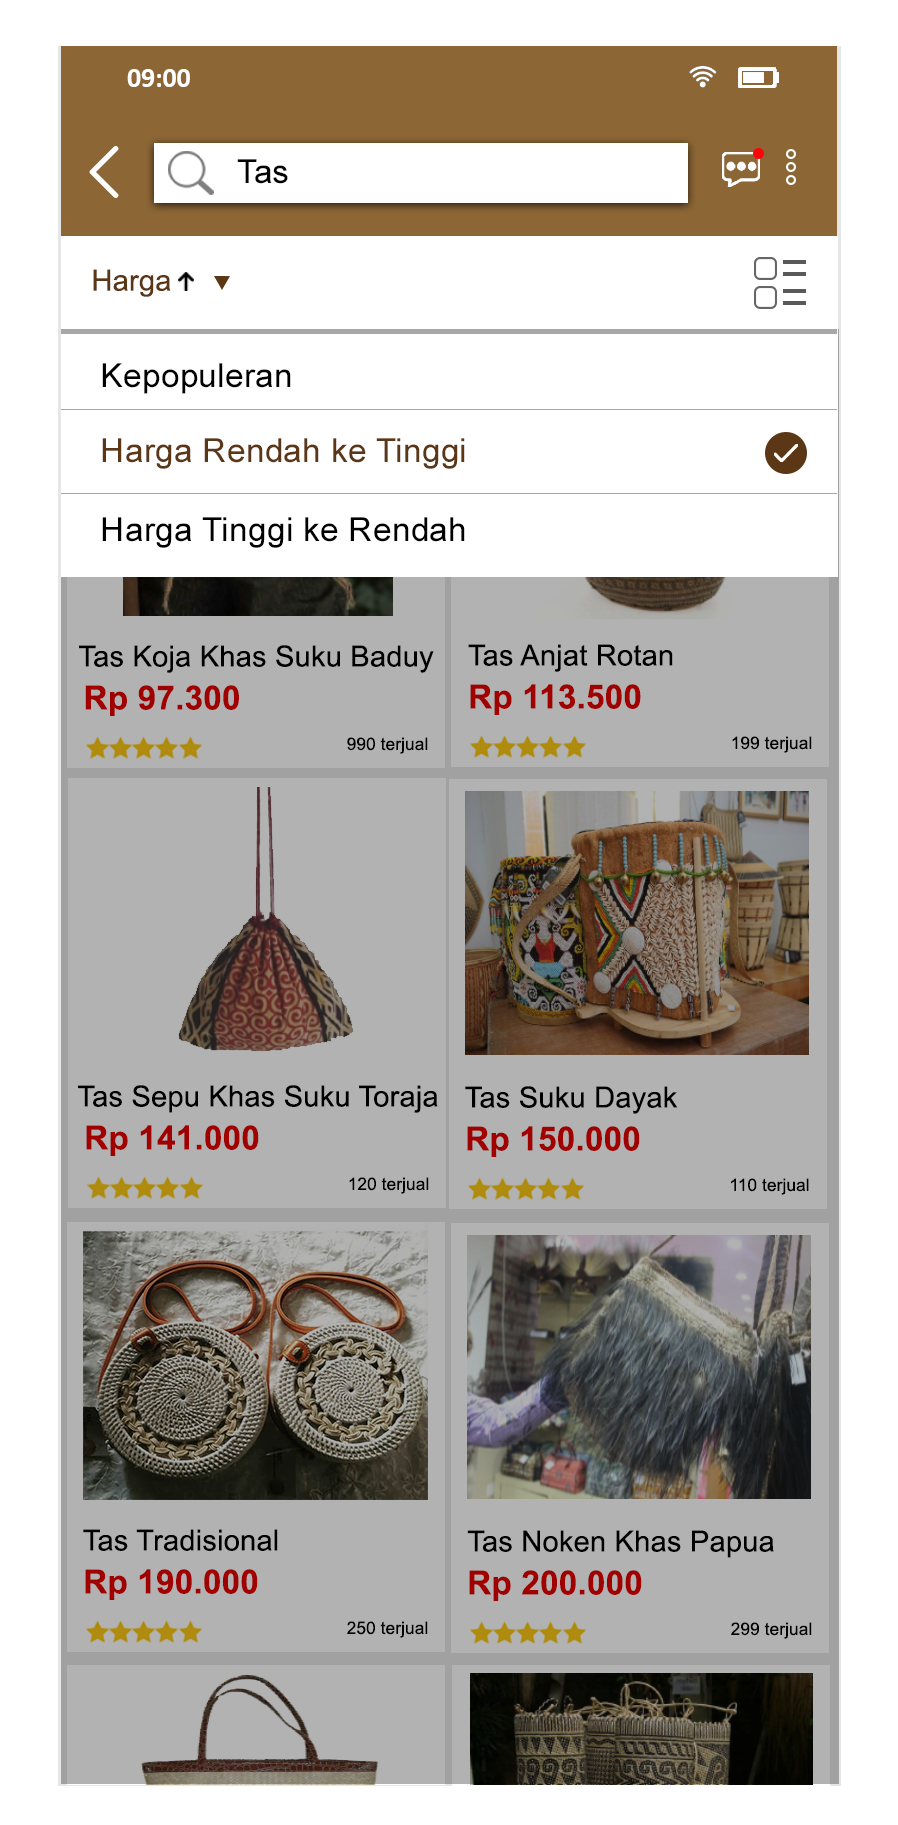 09:00
Tas
Harga
Kepopuleran
Harga Rendah ke Tinggi
Harga Tinggi ke Rendah
Tas Koja Khas Suku Baduy
Rp 97.300
990 terjual
Tas Anjat Rotan
Rp 113.500
199 terjual
Tas Sepu Khas Suku Toraja
Rp 141.000
120 terjual
Tas Suku Dayak
Rp 150.000
110 terjual
Tas Tradisional
Rp 190.000
250 terjual
Tas Noken Khas Papua
Rp 200.000
299 terjual